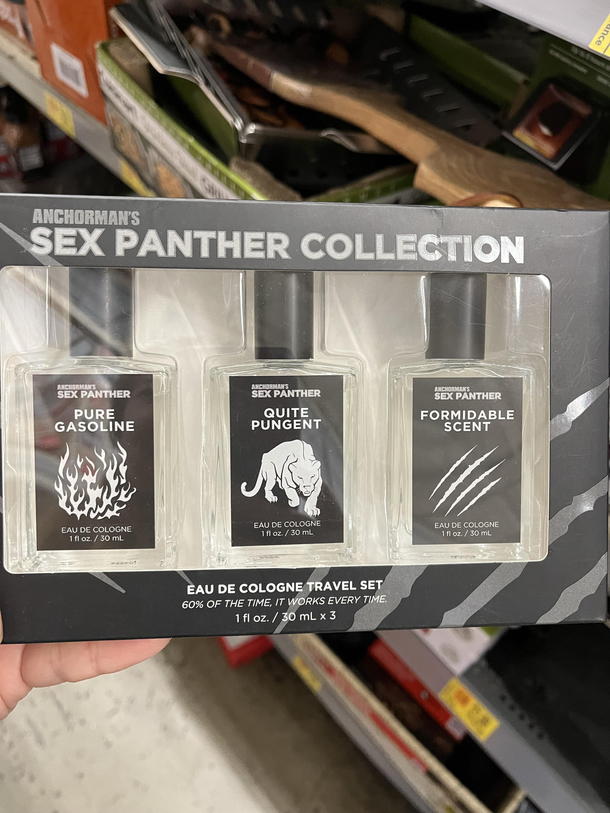 ANCHORMAN'S
SEX PANTHER COLLECTION
ANCHORMAN'S
SEX PANTHER
PURE
GASOLINE
EAU DE COLOGNE
1 fl oz. / 30 mL
ANCHORMAN'S
SEX PANTHER
QUITE
PUNGENT
EAU DE COLOGNE
1 fl oz. / 30 mL
ANCHORMAN'S
SEX PANTHER
FORMIDABLE
SCENT
EAU DE COLOGNE
1 fl oz. / 30 mL
EAU DE COLOGNE TRAVEL SET
60% OF THE TIME, IT WORKS EVERY TIME.
1 fl oz. / 30 mL x 3